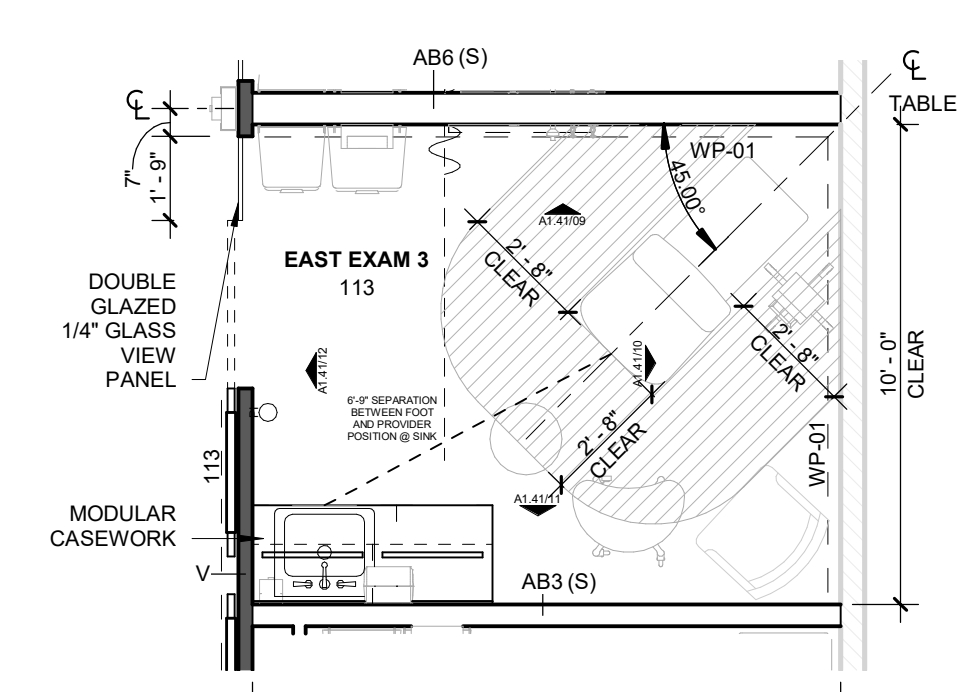 AB6 (S)
℄
℄
TABLE
7"
1' - 9"
WP-01
45.00°
A1.41/09
EAST EXAM 3
113
2' - 8"
CLEAR
DOUBLE
GLAZED
1/4" GLASS
VIEW
PANEL
A1.41/12
A1.41/10
2' - 8"
CLEAR
10' - 0"
CLEAR
6'-9" SEPARATION
BETWEEN FOOT
AND PROVIDER
POSITION @ SINK
2' - 8"
CLEAR
WP-01
113
A1.41/11
MODULAR
CASEWORK
V
AB3 (S)